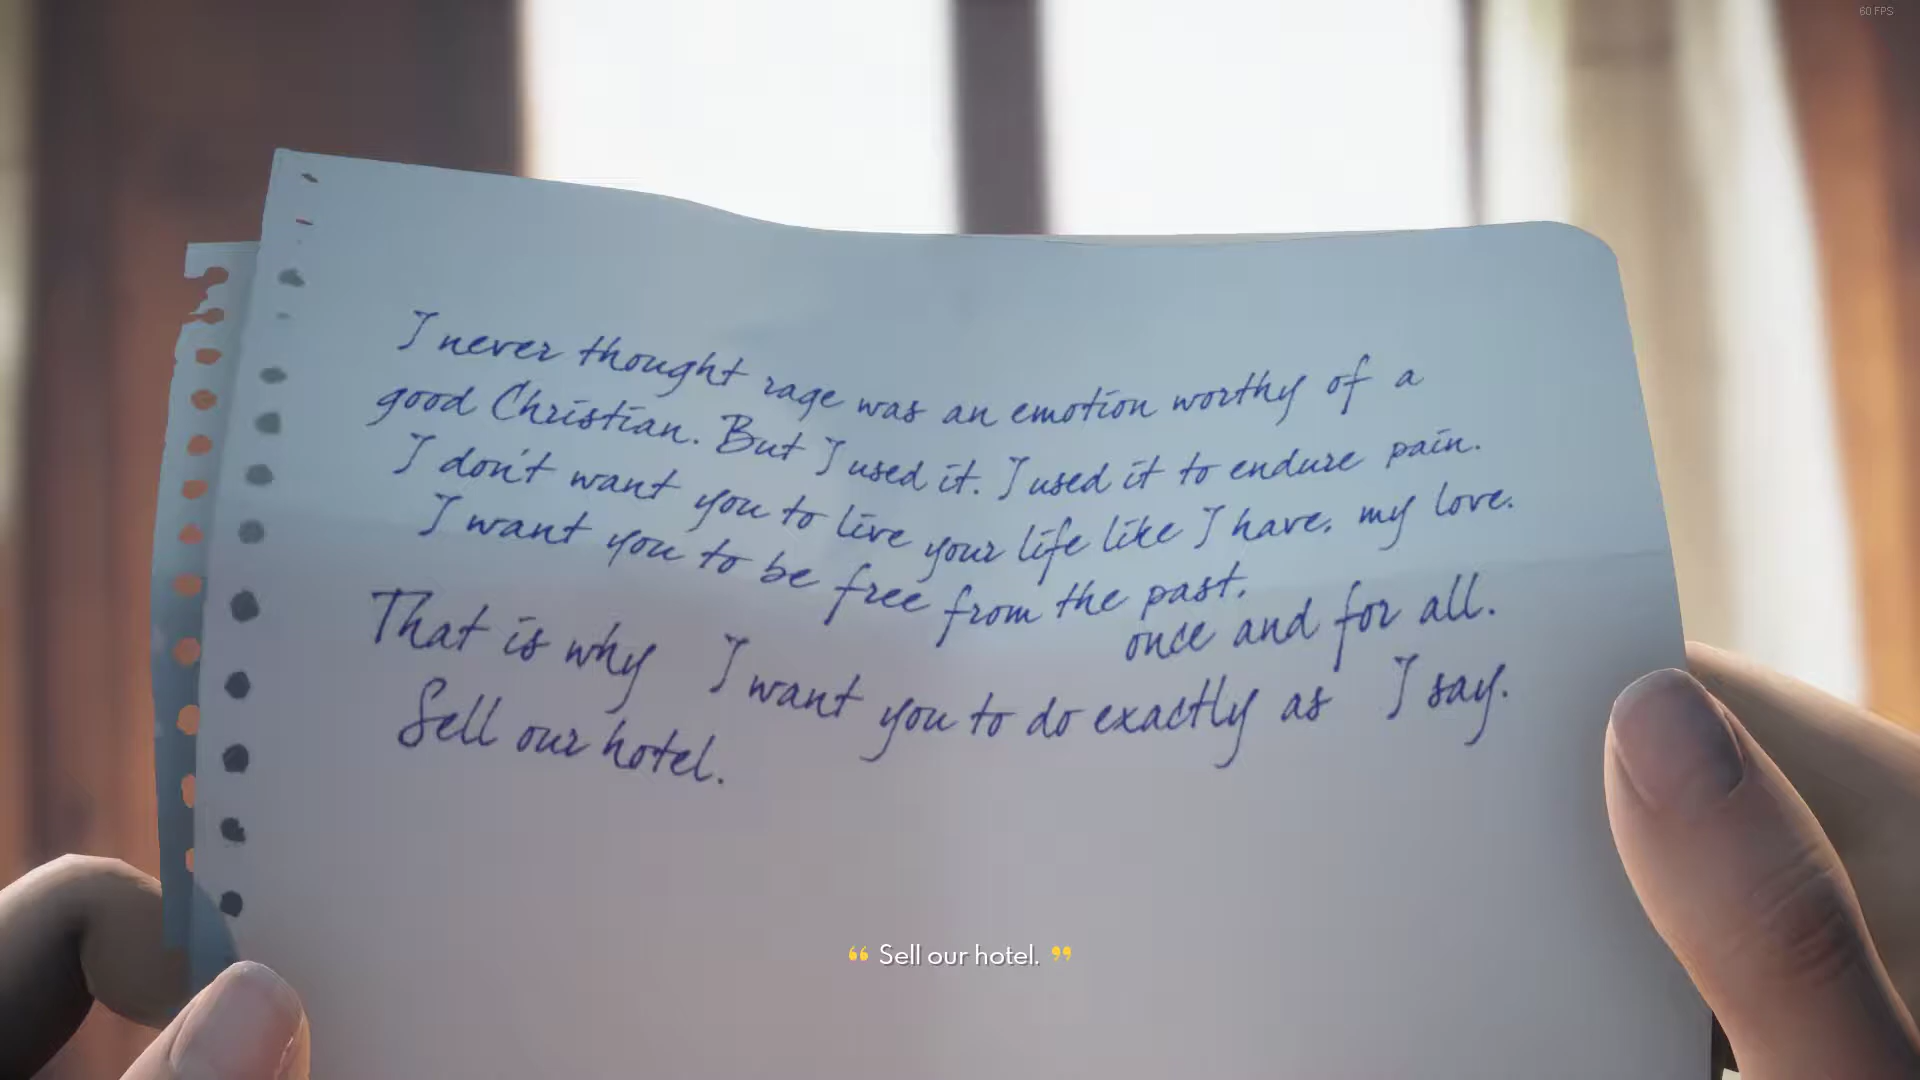 60 FPS
I never thought rage was an emotion worthy of a
good Christian. But I used it. I used it to endure pain.
I don't want you to live your life like I have, my love.
I want you to be free from the past,
once and for all.
That is why I want you to do exactly as I say.
Sell our hotel.
“ Sell our hotel. ”